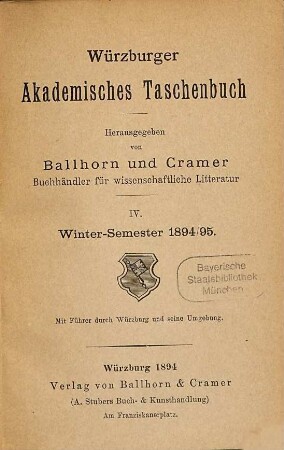 Würzburger
Akademisches Taschenbuch
Herausgegeben
von
Ballhorn und Cramer
Buchhändler für wissenschaftliche Litteratur
IV.
Winter-Semester 1894/95.
Bayerische
Staatsbibliothek
München
Mit Führer durch Würzburg und seine Umgebung.
Würzburg 1894
Verlag von Ballhorn & Cramer
(A. Stubers Buch- & Kunsthandlung)
Am Franziskanerplatz.